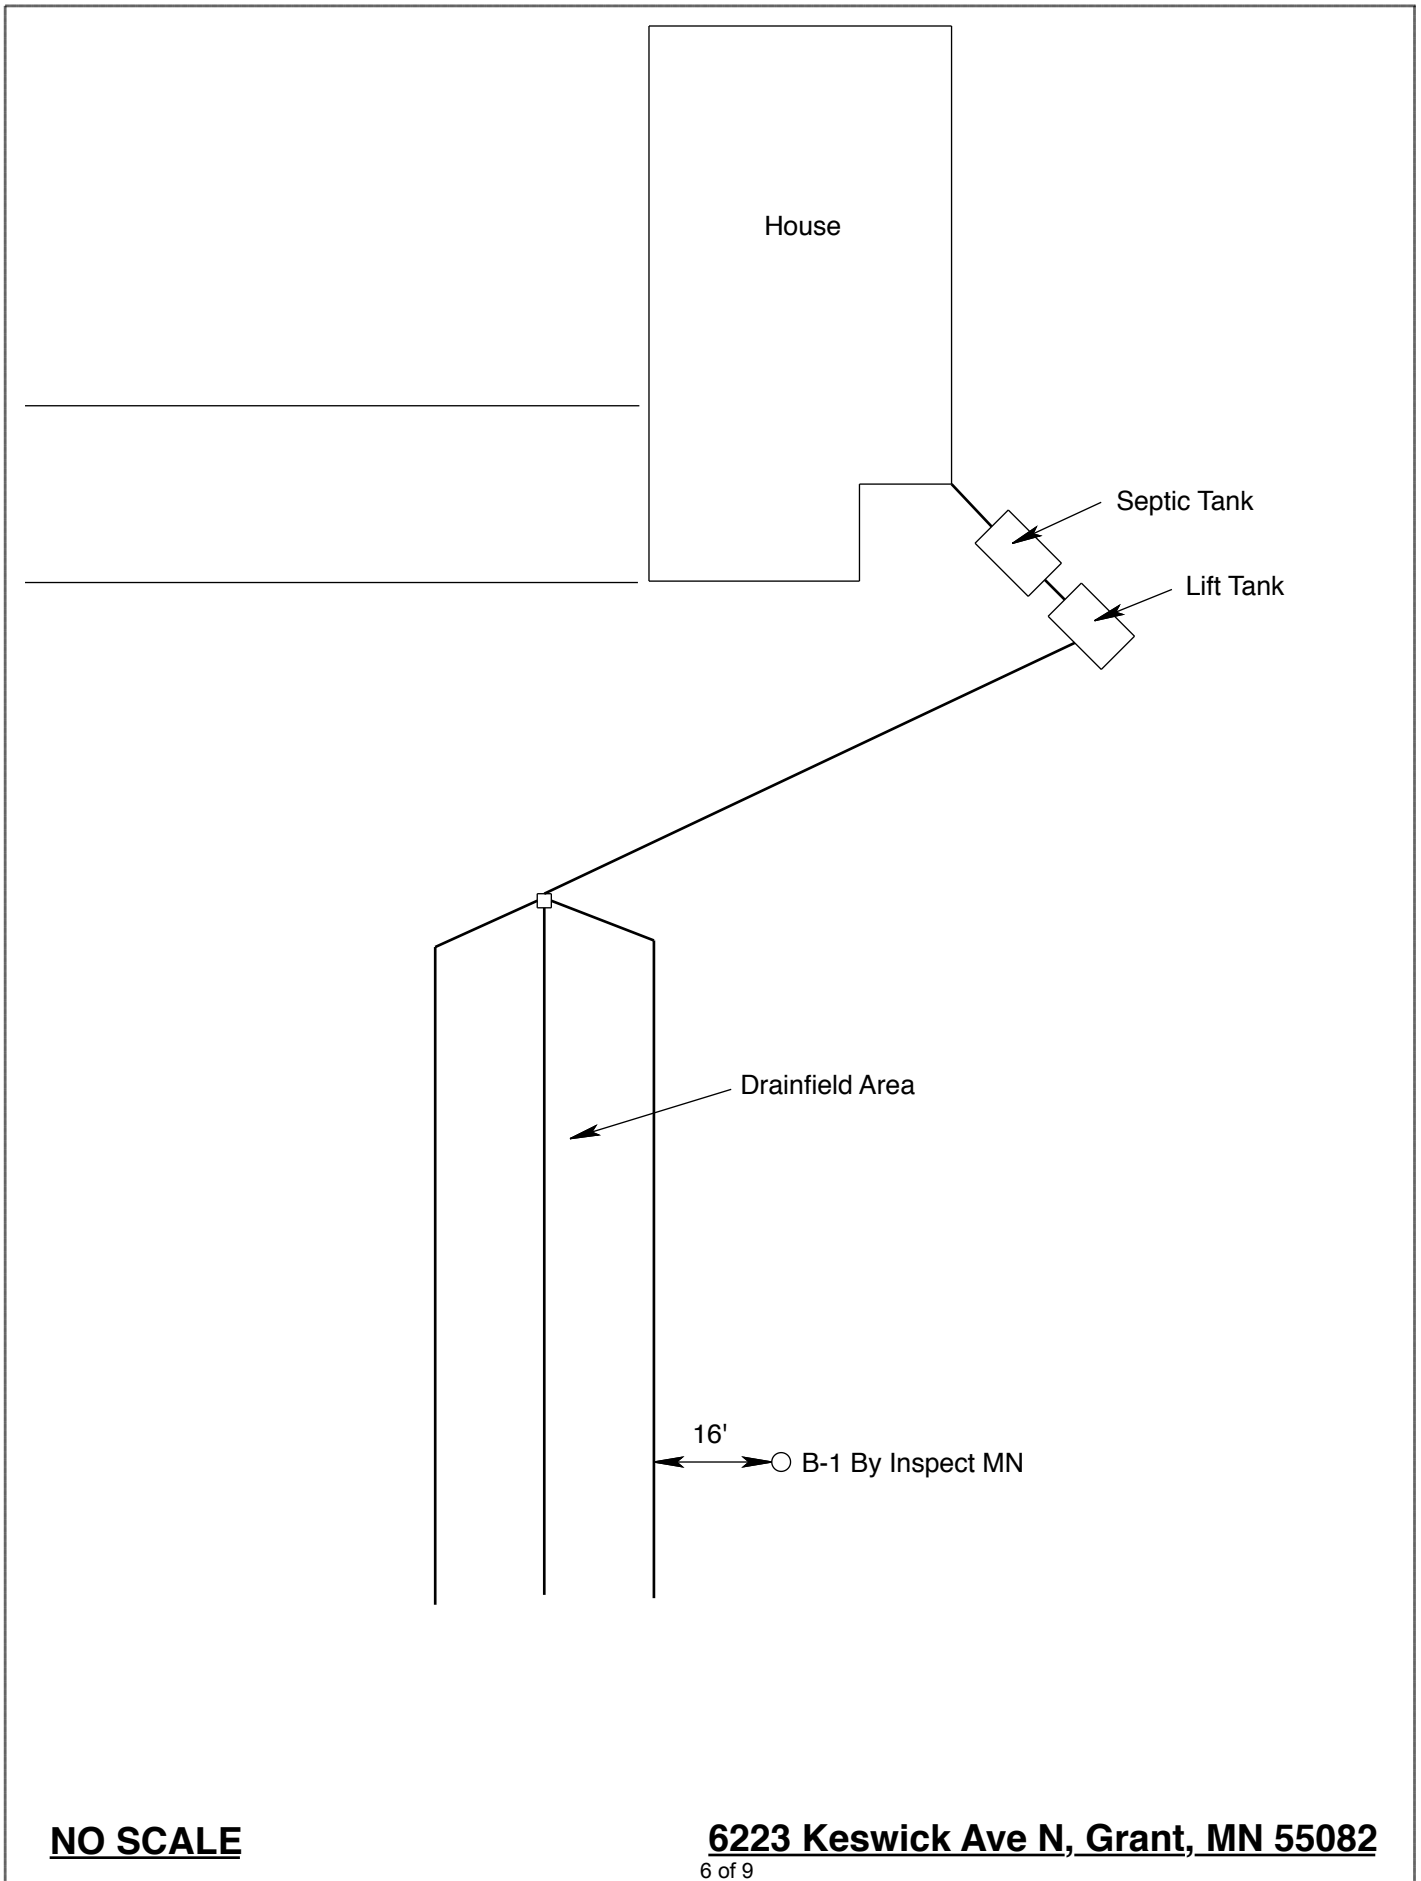 House
Septic Tank
Lift Tank
Drainfield Area
16'
B-1 By Inspect MN
NO SCALE
6223 Keswick Ave N, Grant, MN 55082
6 of 9